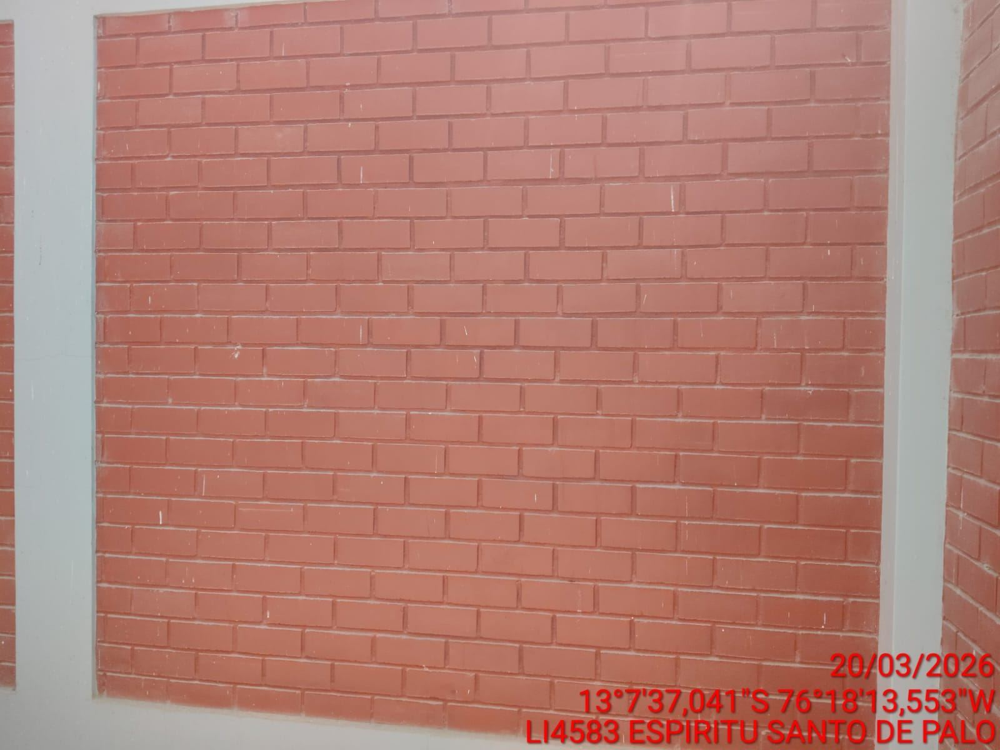 20/03/2026
13°7'37,041"S 76°18'13,553"W
LI4583 ESPIRITU SANTO DE PALO